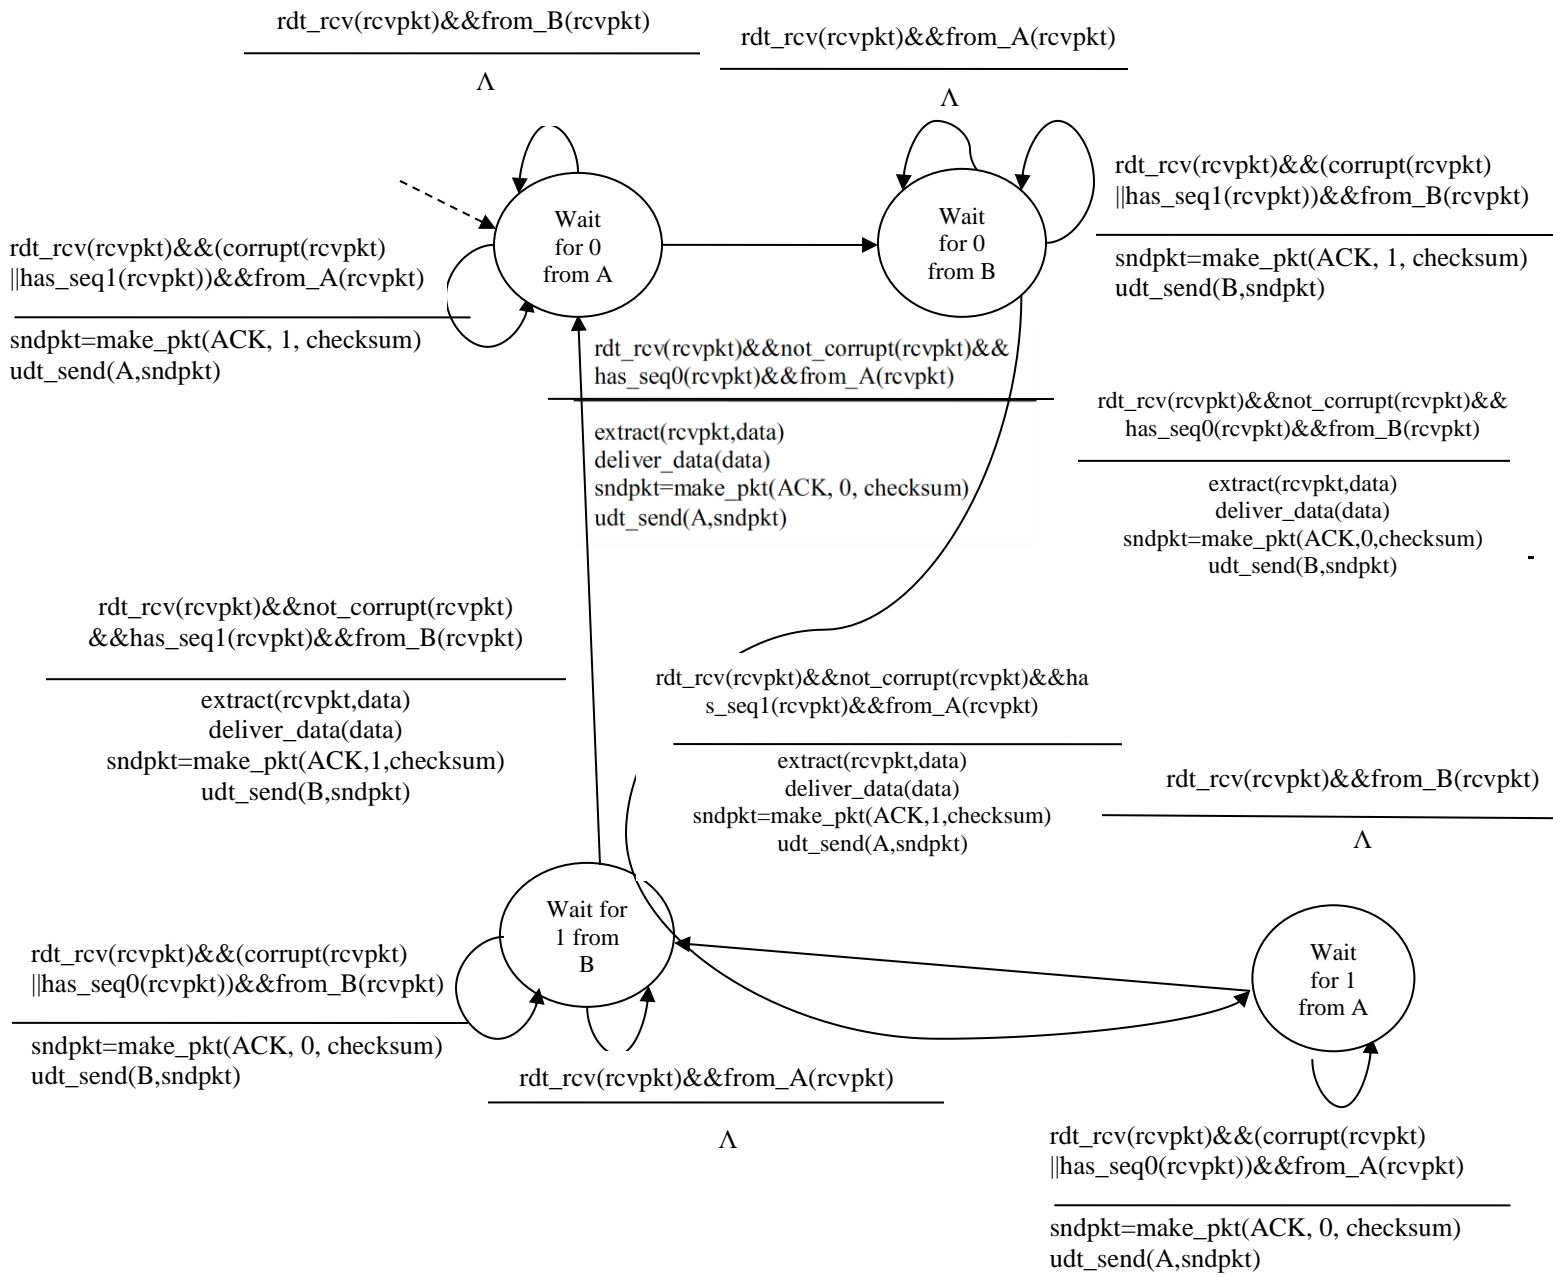 rdt_rcv(rcvpkt)&&from_B(rcvpkt)
Λ
rdt_rcv(rcvpkt)&&from_A(rcvpkt)
Λ
Wait
for 0
from A
Wait
for 0
from B
rdt_rcv(rcvpkt)&&(corrupt(rcvpkt)
||has_seq1(rcvpkt))&&from_B(rcvpkt)
sndpkt=make_pkt(ACK, 1, checksum)
udt_send(B,sndpkt)
rdt_rcv(rcvpkt)&&(corrupt(rcvpkt)
||has_seq1(rcvpkt))&&from_A(rcvpkt)
sndpkt=make_pkt(ACK, 1, checksum)
udt_send(A,sndpkt)
rdt_rcv(rcvpkt)&&not_corrupt(rcvpkt)&&
has_seq0(rcvpkt)&&from_A(rcvpkt)
extract(rcvpkt,data)
deliver_data(data)
sndpkt=make_pkt(ACK, 0, checksum)
udt_send(A,sndpkt)
rdt_rcv(rcvpkt)&&not_corrupt(rcvpkt)&&
has_seq0(rcvpkt)&&from_B(rcvpkt)
extract(rcvpkt,data)
deliver_data(data)
sndpkt=make_pkt(ACK,0,checksum)
udt_send(B,sndpkt)
rdt_rcv(rcvpkt)&&not_corrupt(rcvpkt)
&&has_seq1(rcvpkt)&&from_B(rcvpkt)
extract(rcvpkt,data)
deliver_data(data)
sndpkt=make_pkt(ACK,1,checksum)
udt_send(B,sndpkt)
rdt_rcv(rcvpkt)&&not_corrupt(rcvpkt)&&ha
s_seq1(rcvpkt)&&from_A(rcvpkt)
extract(rcvpkt,data)
deliver_data(data)
sndpkt=make_pkt(ACK,1,checksum)
udt_send(A,sndpkt)
rdt_rcv(rcvpkt)&&from_B(rcvpkt)
Λ
Wait for
1 from
B
Wait
for 1
from A
rdt_rcv(rcvpkt)&&(corrupt(rcvpkt)
||has_seq0(rcvpkt))&&from_B(rcvpkt)
sndpkt=make_pkt(ACK, 0, checksum)
udt_send(B,sndpkt)
rdt_rcv(rcvpkt)&&from_A(rcvpkt)
Λ
rdt_rcv(rcvpkt)&&(corrupt(rcvpkt)
||has_seq0(rcvpkt))&&from_A(rcvpkt)
sndpkt=make_pkt(ACK, 0, checksum)
udt_send(A,sndpkt)